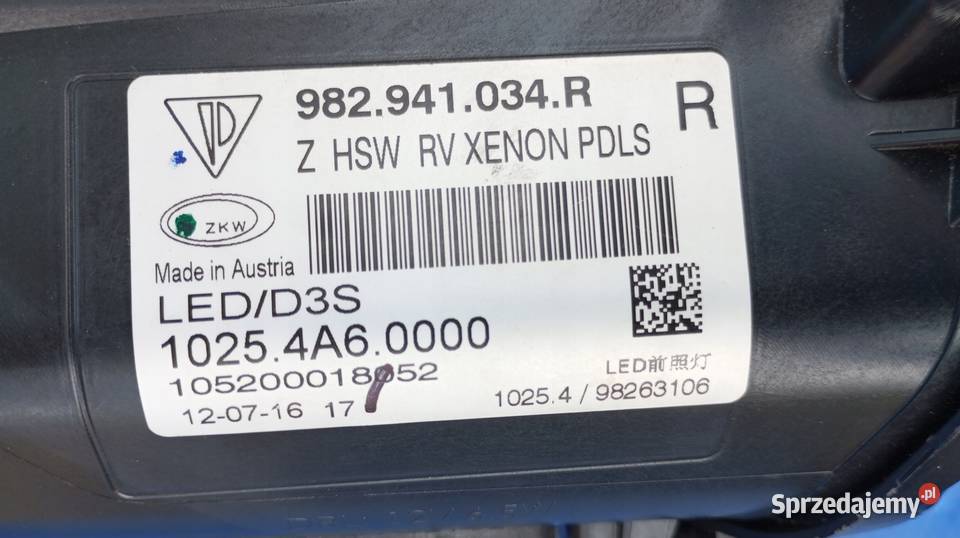 982.941.034.R
R
Z HSW RV XENON PDLS
ZKW
Made in Austria
LED/D3S
1025.4A6.0000
105200018052
LED前照灯
12-07-16 17
1025.4 / 98263106
Sprzedajemy.pl